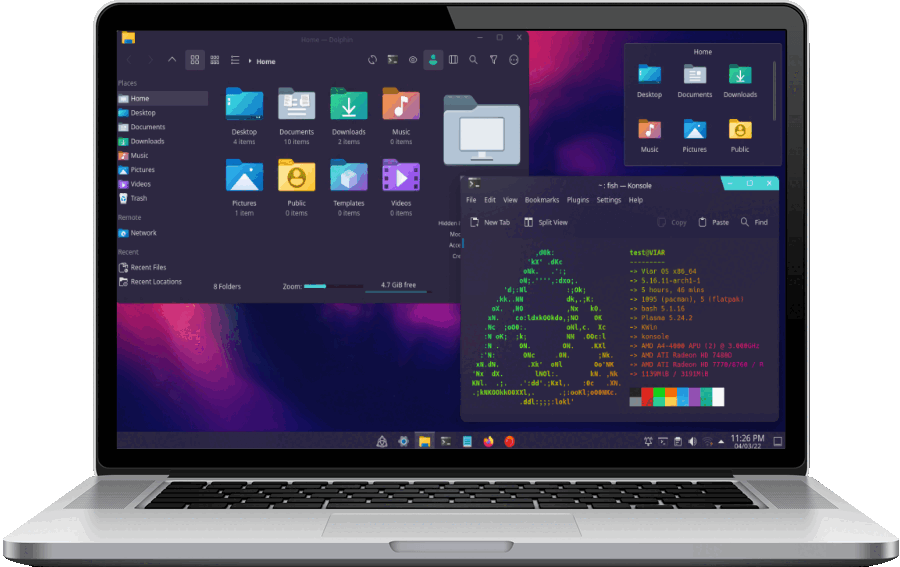 Home — Dolphin
Home
Places
Home
Desktop
Documents
Downloads
Music
Pictures
Videos
Trash
Remote
Network
Recent
Recent Files
Recent Locations
Desktop
4 items
Documents
10 items
Downloads
2 items
Music
0 items
Pictures
1 item
Public
0 items
Templates
0 items
Videos
0 items
Hidden
8 Folders
Zoom:
4.7 GiB free
Home
Desktop
Documents
Downloads
Music
Pictures
Public
~ : fish — Konsole
File Edit View Bookmarks Plugins Settings Help
New Tab
Split View
Copy
Paste
Find
test@VIAR
---------
-> Viar OS x86_64
-> 5.16.11-arch1-1
-> 5 hours, 46 mins
-> 1095 (pacman), 5 (flatpak)
-> bash 5.1.16
-> Plasma 5.24.2
-> KWin
-> konsole
-> AMD A4-4000 APU (2) @ 3.000GHz
-> AMD ATI Radeon HD 7480D
-> AMD ATI Radeon HD 7770/8760 / R
11:26 PM
04/03/22